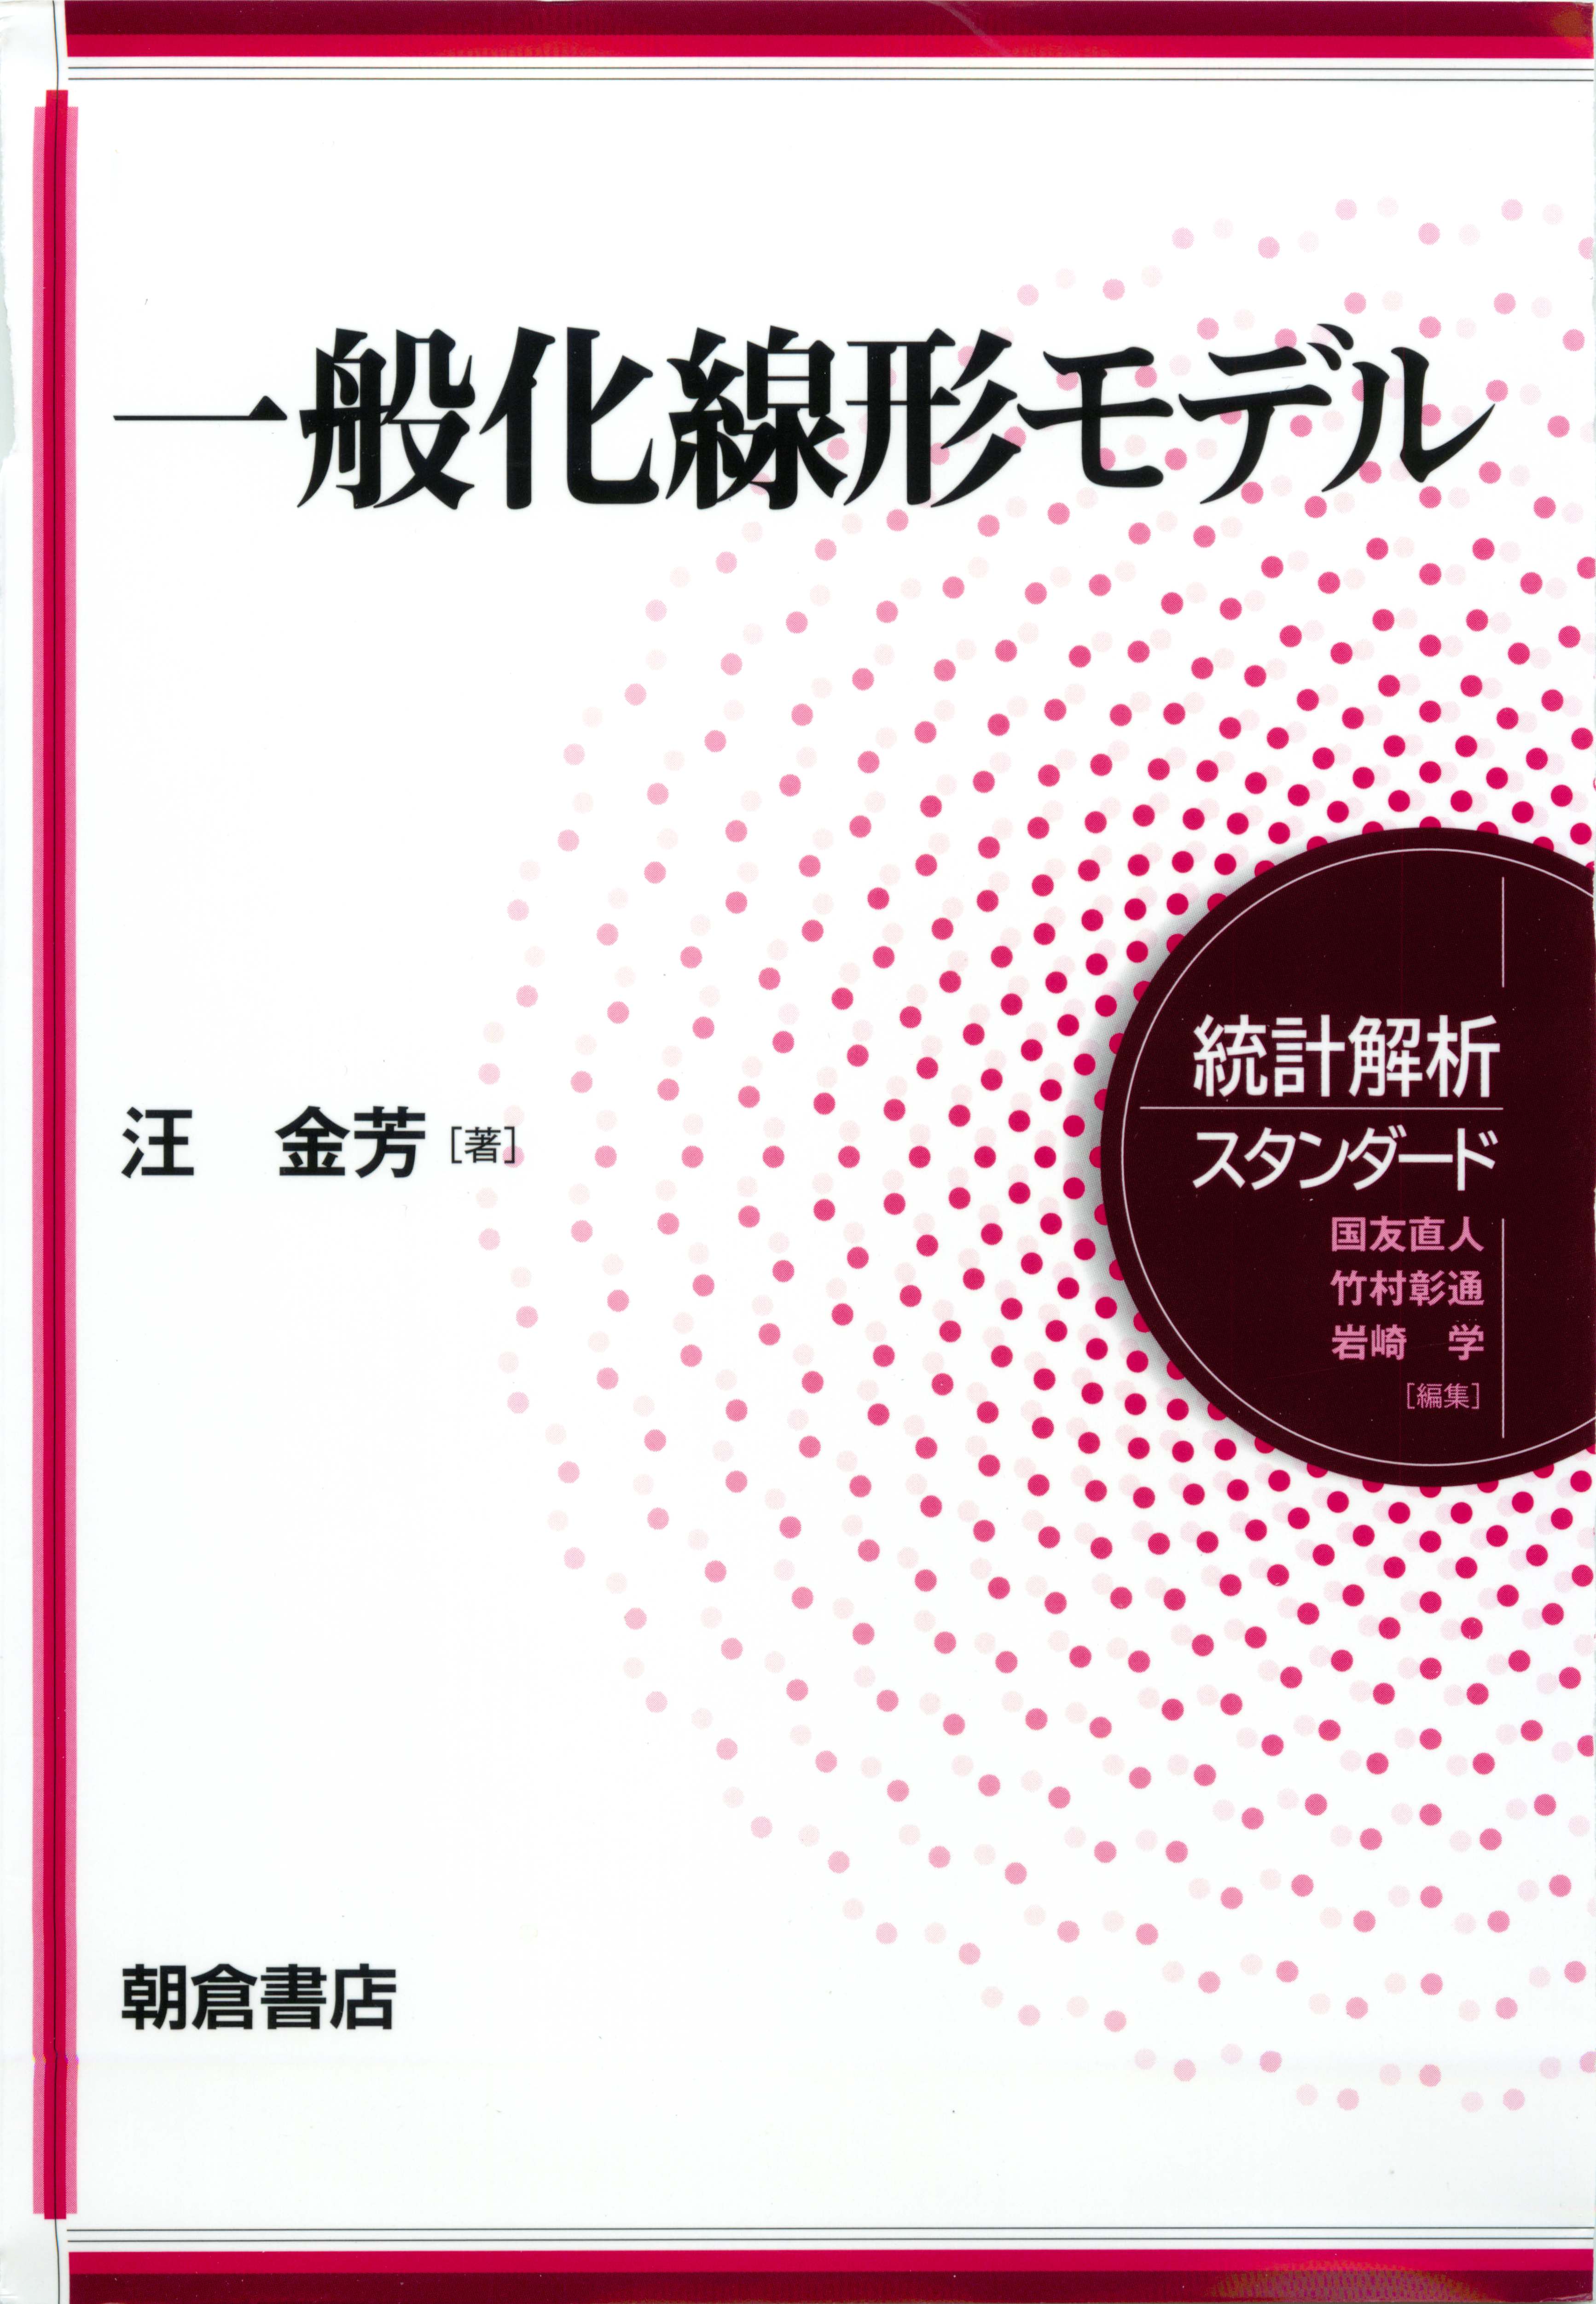 一般化線形モデル
汪　金芳［著］
統計解析
スタンダード
国友直人
竹村彰通
岩崎　学
［編集］
朝倉書店